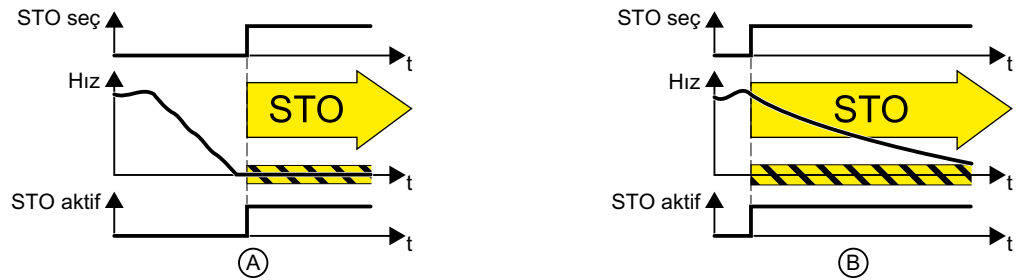 STO seç
t
Hız
STO
t
STO aktif
t
A
STO seç
t
Hız
STO
t
STO aktif
t
B